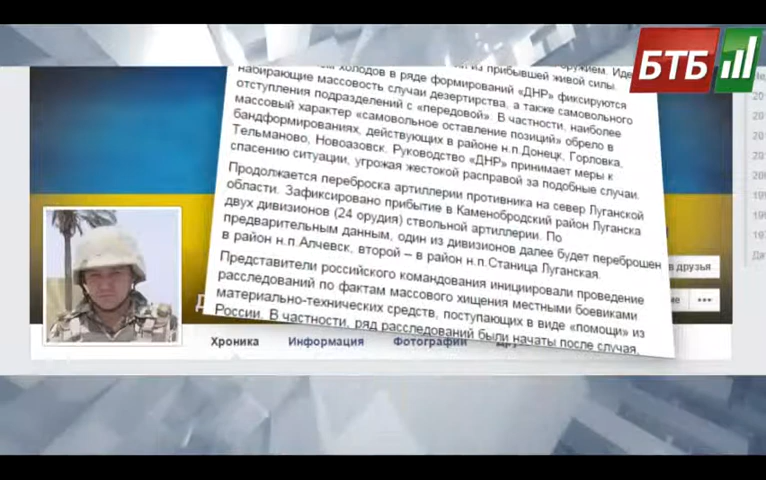 БТБ
холодов в ряде формирований «ДНР» фиксируются
набирающие массовость случаи дезертирства, а также самовольного
отступления подразделений с «передовой». В частности, наиболее
массовый характер «самовольное оставление позиций» обрело в
бандформированиях, действующих в районе н.п.Донецк, Горловка,
Тельманово, Новоазовск. Руководство «ДНР» принимает меры к
спасению ситуации, угрожая жестокой расправой за подобные случаи.
Продолжается переброска артиллерии противника на север Луганской
области. Зафиксировано прибытие в Каменобродский район Луганска
двух дивизионов (24 орудия) ствольной артиллерии. По
предварительным данным, один из дивизионов далее будет переброшен
в район н.п.Алчевск, второй – в район н.п.Станица Луганская.
Представители российского командования инициировали проведение
расследований по фактам массового хищения местными боевиками
материально-технических средств, поступающих в виде «помощи» из
России. В частности, ряд расследований были начаты после случая,
в друзья
Хроника Информация Фотографии